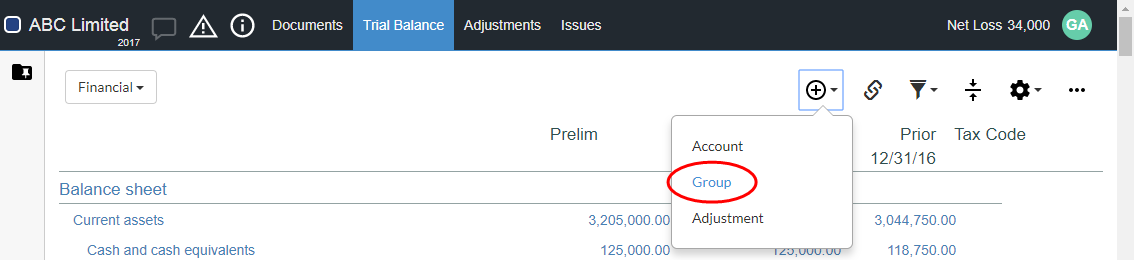 ABC Limited Documents Trial Balance Adjustments Issues Net Loss 34,000 GA
2017
Financial
Account
Prelim Prior Tax Code
12/31/16
Group
Balance sheet
Adjustment
Current assets 3,205,000.00 3,044,750.00
Cash and cash equivalents 125,000.00 125,000.00 118,750.00